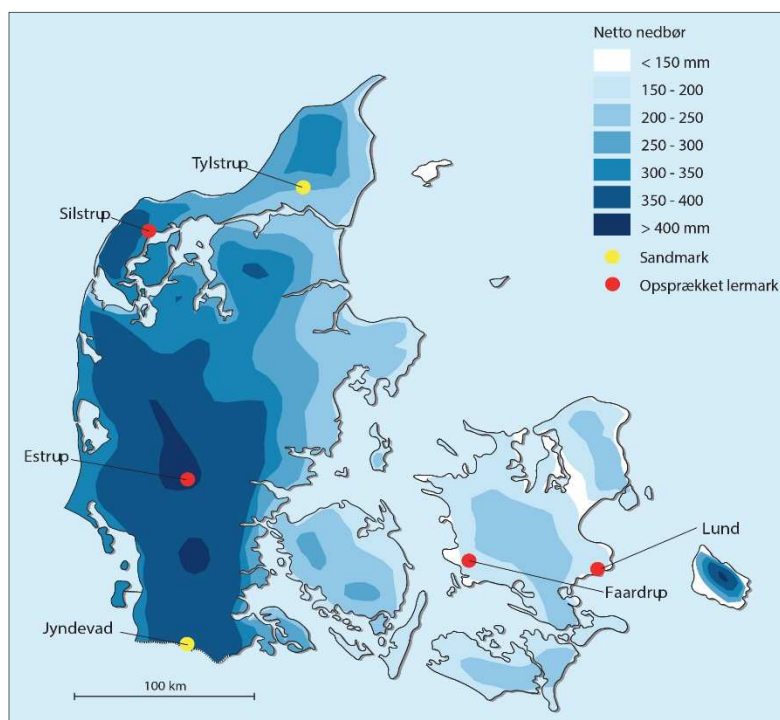 Netto nedbør
< 150 mm
150 - 200
200 - 250
250 - 300
300 - 350
350 - 400
> 400 mm
Sandmark
Opsprækket lermark
Tylstrup
Silstrup
Estrup
Lund
Faardrup
Jyndevad
100 km